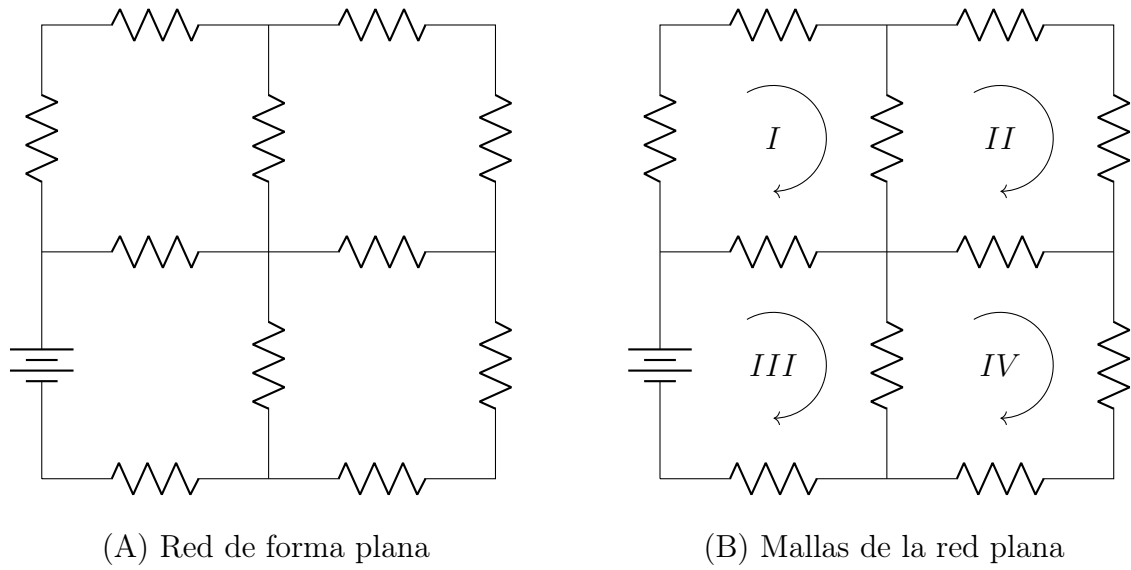 I
II
III
IV
(A) Red de forma plana
(B) Mallas de la red plana